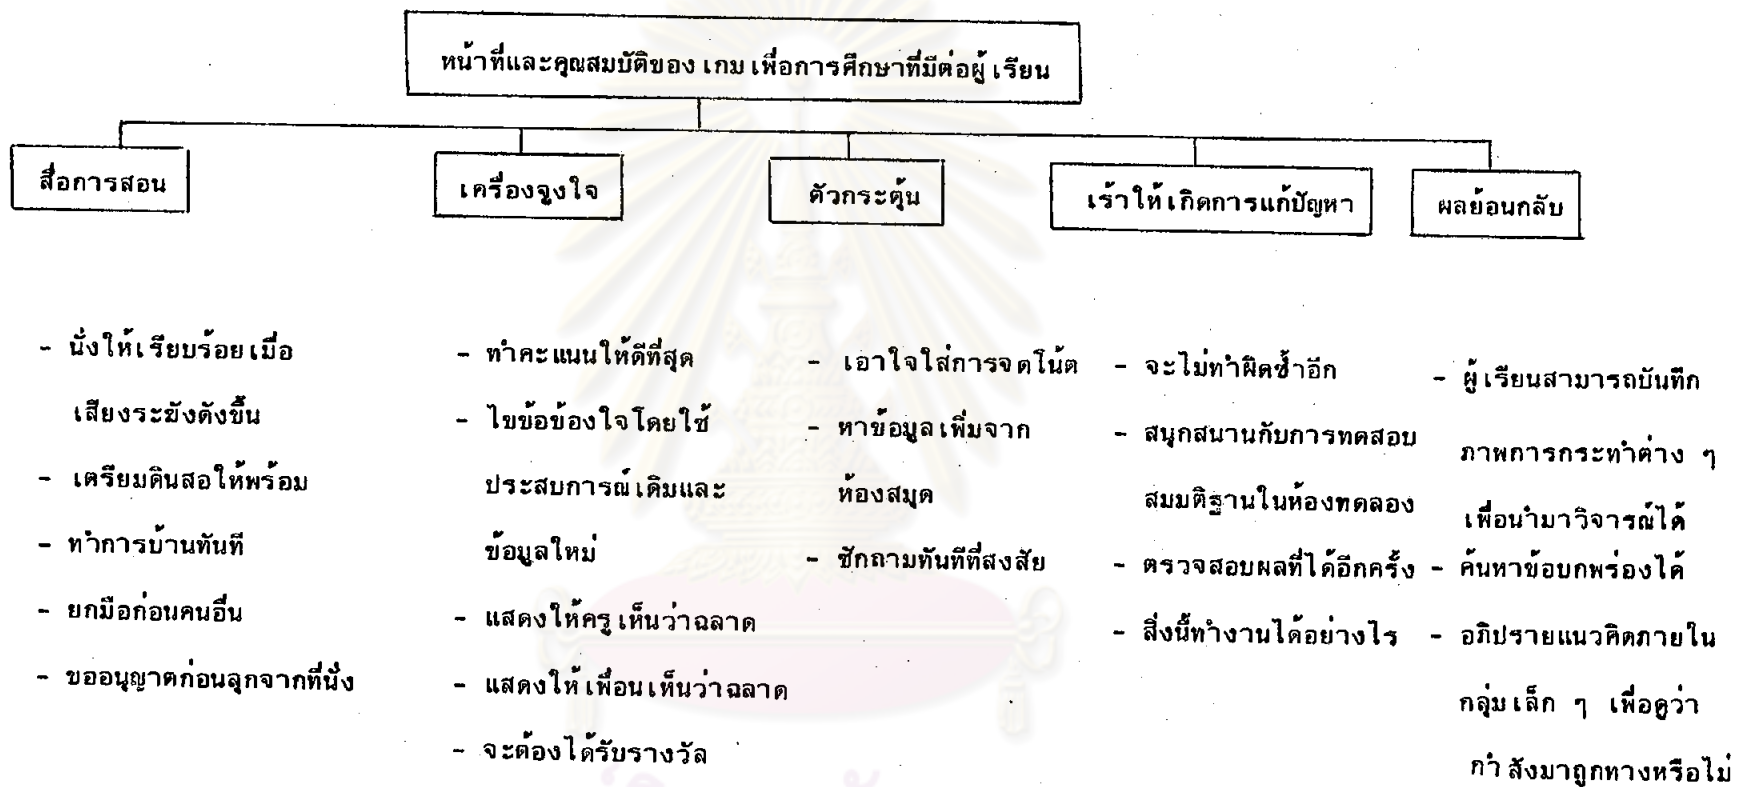 หน้าที่และคุณสมบัติของ เกม เพื่อการศึกษาที่มีต่อผู้ เรียน
สื่อการสอน
เครื่องจูงใจ
ตัวกระตุ้น
เร้าให้ เกิดการแก้ปัญหา
ผลย้อนกลับ
- นั่งให้เรียบร้อย เมื่อ
เสียงระฆังดังขึ้น
- เตรียมดินสอให้พร้อม
- ทำการบ้านทันที
- ยกมือก่อนคนอื่น
- ขออนุญาตก่อนลุกจากที่นั่ง
- ทำคะแนนให้ดีที่สุด
- ไขข้อข้องใจโดยใช้
ประสบการณ์ เดิมและ
ข้อมูลใหม่
- แสดงให้ครู เห็นว่าฉลาด
- แสดงให้ เพื่อน เห็นว่าฉลาด
- จะต้องได้รับรางวัล
- เอาใจใส่การจดโน้ต
- หาข้อมูล เพิ่มจาก
ห้องสมุด
- ซักถามทันทีที่สงสัย
- จะไม่ทำผิดซ้ำอีก
- สนุกสนานกับการทดสอบ
สมมติฐานในห้องทดลอง
- ตรวจสอบผลที่ได้อีกครั้ง
- สิ่งนี้ทำงานได้อย่างไร
- ผู้ เรียนสามารถบันทึก
ภาพการกระทำต่าง ๆ
เพื่อนำมาวิจารณ์ได้
- ค้นหาข้อบกพร่องได้
- อภิปรายแนวคิดภายใน
กลุ่ม เล็ก ๆ เพื่อดูว่า
กำ ลังมาถูกทางหรือไม่